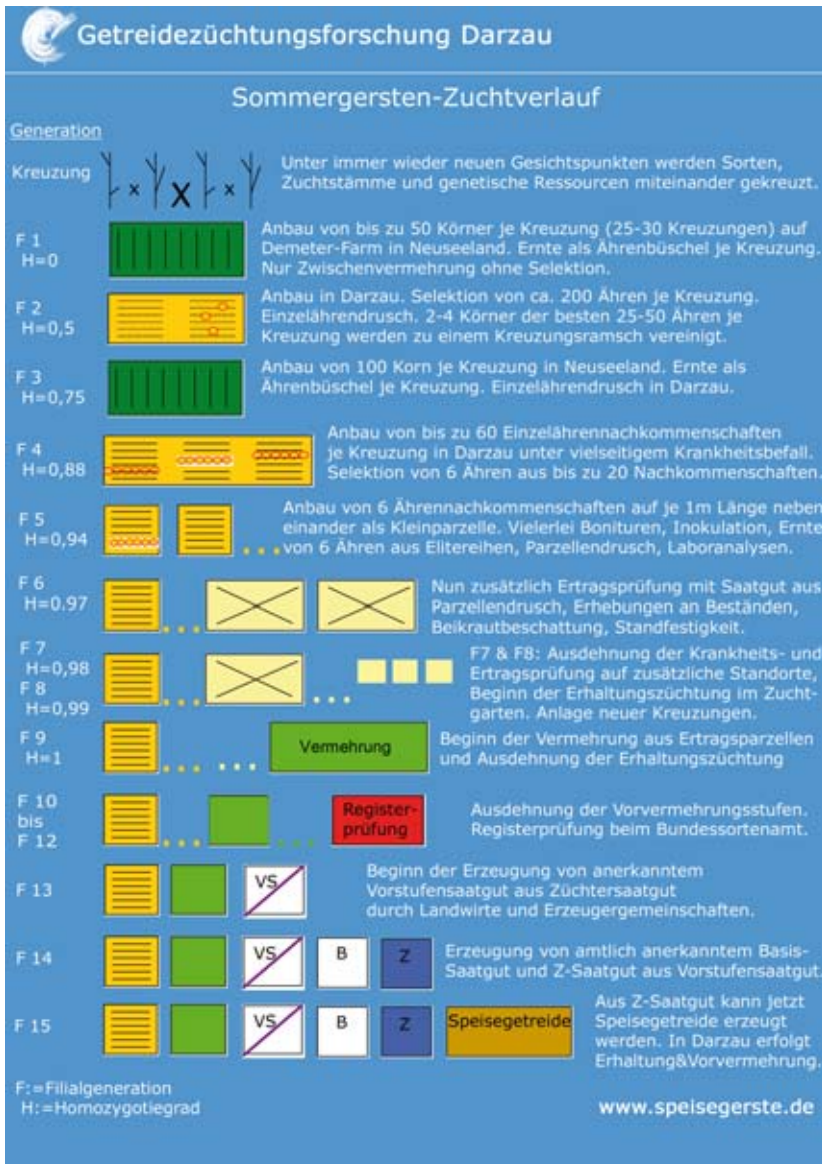 Getreidezüchtungsforschung Darzau
Sommergersten-Zuchtverlauf
Generation
Kreuzung
x X x
Unter immer wieder neuen Gesichtspunkten werden Sorten,
Zuchtstämme und genetische Ressourcen miteinander gekreuzt.
F 1
H=0
Anbau von bis zu 50 Körner je Kreuzung (25-30 Kreuzungen) auf
Demeter-Farm in Neuseeland. Ernte als Ährenbüschel je Kreuzung.
Nur Zwischenvermehrung ohne Selektion.
F 2
H=0,5
Anbau in Darzau. Selektion von ca. 200 Ähren je Kreuzung.
Einzelährendrusch. 2-4 Körner der besten 25-50 Ähren je
Kreuzung werden zu einem Kreuzungsramsch vereinigt.
F 3
H=0,75
Anbau von 100 Korn je Kreuzung in Neuseeland. Ernte als
Ährenbüschel je Kreuzung. Einzelährendrusch in Darzau.
F 4
H=0,88
Anbau von bis zu 60 Einzelährennachkommenschaften
je Kreuzung in Darzau unter vielseitigem Krankheitsbefall.
Selektion von 6 Ähren aus bis zu 20 Nachkommenschaften.
F 5
H=0,94
Anbau von 6 Ährennachkommenschaften auf je 1m Länge neben
einander als Kleinparzelle. Vielerlei Bonituren, Inokulation, Ernte
von 6 Ähren aus Elitereihen, Parzellendrusch, Laboranalysen.
F 6
H=0.97
Nun zusätzlich Ertragsprüfung mit Saatgut aus
Parzellendrusch, Erhebungen an Beständen,
Beikrautbeschattung, Standfestigkeit.
F 7
H=0,98
F 8
H=0,99
F7 & F8: Ausdehnung der Krankheits- und
Ertragsprüfung auf zusätzliche Standorte,
Beginn der Erhaltungszüchtung im Zucht-
garten. Anlage neuer Kreuzungen.
F 9
H=1
Vermehrung
Beginn der Vermehrung aus Ertragsparzellen
und Ausdehnung der Erhaltungszüchtung
F 10
bis
F 12
Register-
prüfung
Ausdehnung der Vorvermehrungsstufen.
Registerprüfung beim Bundessortenamt.
F 13
VS
Beginn der Erzeugung von anerkanntem
Vorstufensaatgut aus Züchtersaatgut
durch Landwirte und Erzeugergemeinschaften.
F 14
VS B Z
Erzeugung von amtlich anerkanntem Basis-
Saatgut und Z-Saatgut aus Vorstufensaatgut.
F 15
VS B Z Speisegetreide
Aus Z-Saatgut kann jetzt
Speisegetreide erzeugt
werden. In Darzau erfolgt
Erhaltung&Vorvermehrung.
F:=Filialgeneration
H:=Homozygotiegrad
www.speisegerste.de